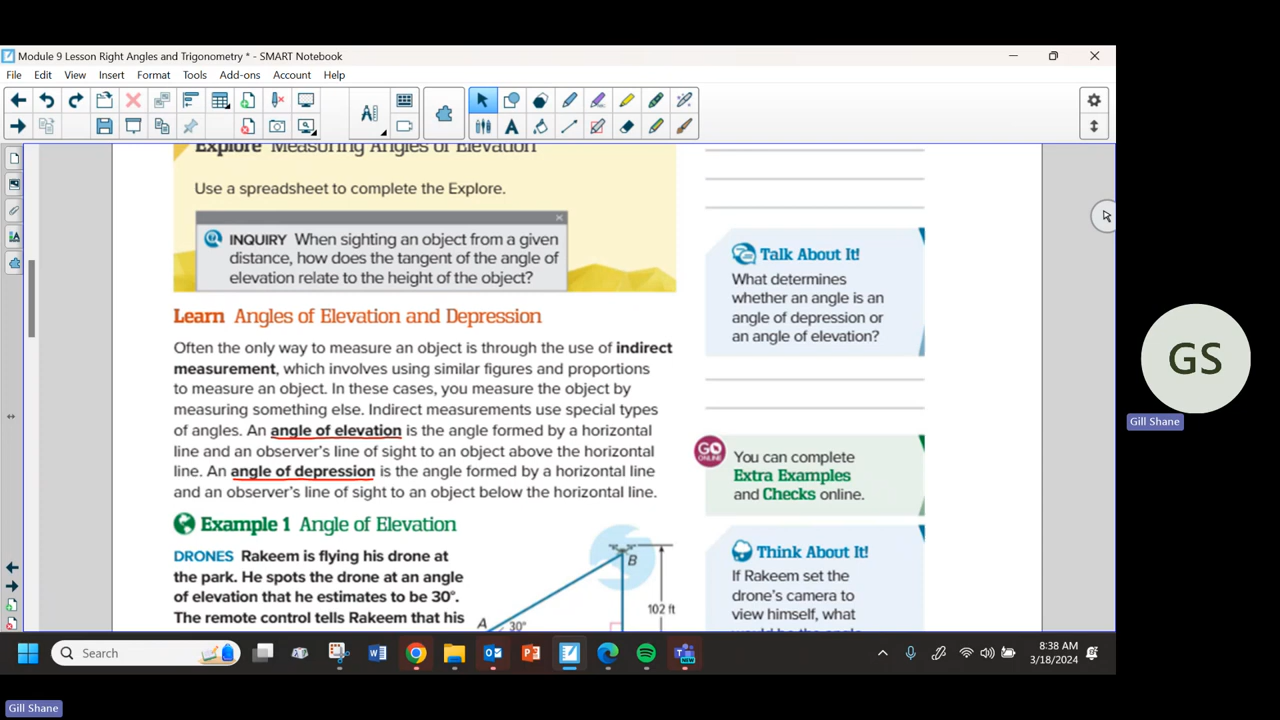 Module 9 Lesson Right Angles and Trigonometry * - SMART Notebook
File Edit View Insert Format Tools Add-ons Account Help
Explore Measuring Angles of Elevation
Use a spreadsheet to complete the Explore.
INQUIRY When sighting an object from a given
distance, how does the tangent of the angle of
elevation relate to the height of the object?
Learn Angles of Elevation and Depression
Often the only way to measure an object is through the use of indirect
measurement, which involves using similar figures and proportions
to measure an object. In these cases, you measure the object by
measuring something else. Indirect measurements use special types
of angles. An angle of elevation is the angle formed by a horizontal
line and an observer's line of sight to an object above the horizontal
line. An angle of depression is the angle formed by a horizontal line
and an observer's line of sight to an object below the horizontal line.
Example 1 Angle of Elevation
DRONES Rakeem is flying his drone at
the park. He spots the drone at an angle
of elevation that he estimates to be 30°.
The remote control tells Rakeem that his
B
102 ft
A
30°
Talk About It!
What determines
whether an angle is an
angle of depression or
an angle of elevation?
GO
ONLINE
You can complete
Extra Examples
and Checks online.
Think About It!
If Rakeem set the
drone's camera to
view himself, what
would be the angle
GS
Gill Shane
Search
8:38 AM
3/18/2024
Gill Shane